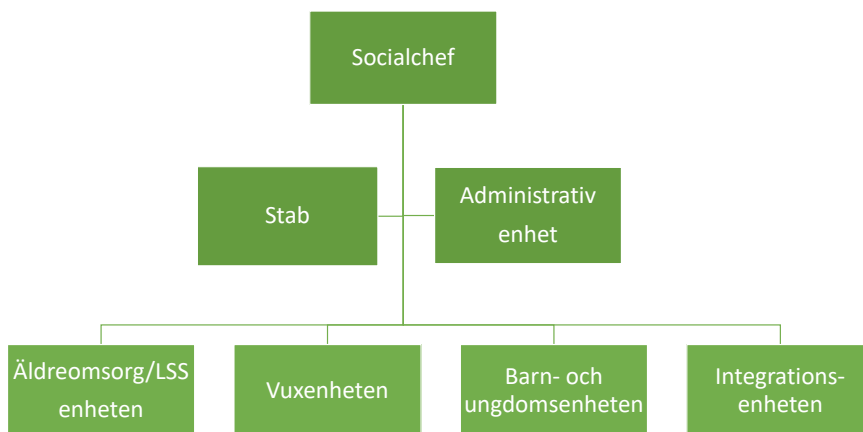 Socialchef
Stab
Administrativ
enhet
Äldreomsorg/LSS
enheten
Vuxenheten
Barn- och
ungdomsenheten
Integrations-
enheten